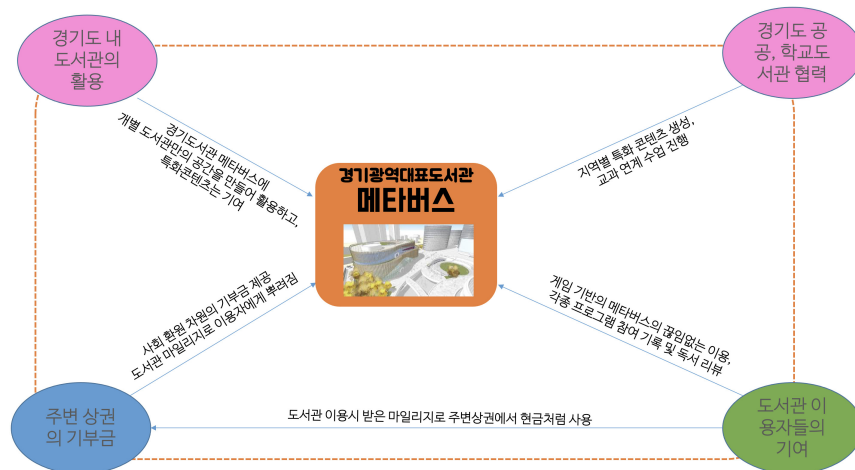 경기도 내
도서관의
활용
경기도 공
공, 학교도
서관 협력
경기도서관 메타버스에
개별 도서관만의 공간을 만들어 활용하고,
특화콘텐츠는 기여
지역별 특화 콘텐츠 생성,
교과 연계 수업 진행
경기광역대표도서관
메타버스
사회 환원 차원의 기부금 제공
도서관 마일리지로 이용자에게 뿌려짐
게임 기반의 메타버스의 끊임없는 이용,
각종 프로그램 참여 기록 및 독서 리뷰
주변 상권
의 기부금
도서관 이용시 받은 마일리지로 주변상권에서 현금처럼 사용
도서관 이
용자들의
기여